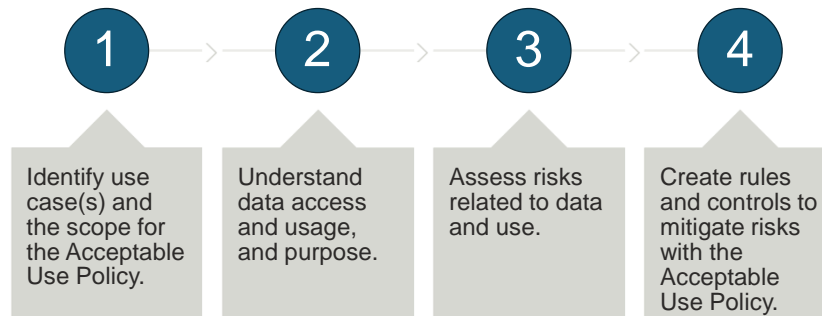 1
2
3
4
Identify use
case(s) and
the scope for
the Acceptable
Use Policy.
Understand
data access
and usage,
and purpose.
Assess risks
related to data
and use.
Create rules
and controls to
mitigate risks
with the
Acceptable
Use Policy.